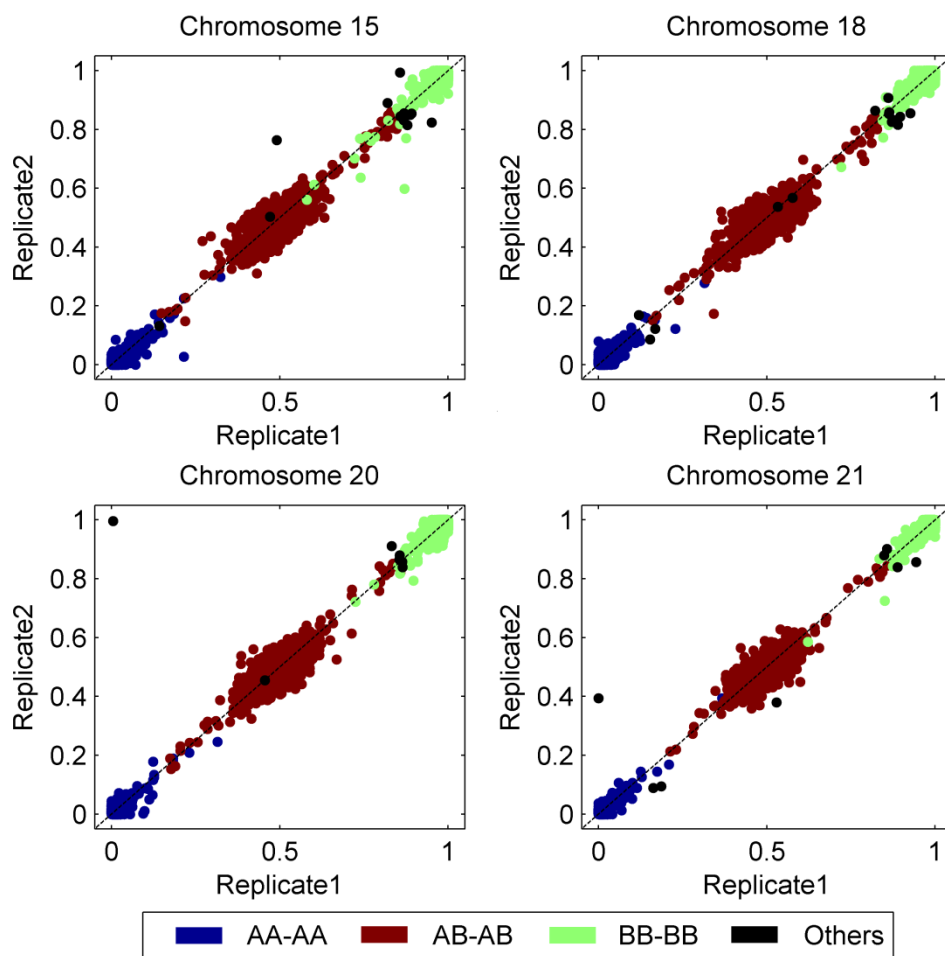 Chromosome 15
Chromosome 18
1
0.8
0.6
0.4
0.2
0
Replicate2
0 0.5 1
Replicate1
1
0.8
0.6
0.4
0.2
0
Replicate2
0 0.5 1
Replicate1
Chromosome 20
Chromosome 21
1
0.8
0.6
0.4
0.2
0
Replicate2
0 0.5 1
Replicate1
1
0.8
0.6
0.4
0.2
0
Replicate2
0 0.5 1
Replicate1
AA-AA AB-AB BB-BB Others